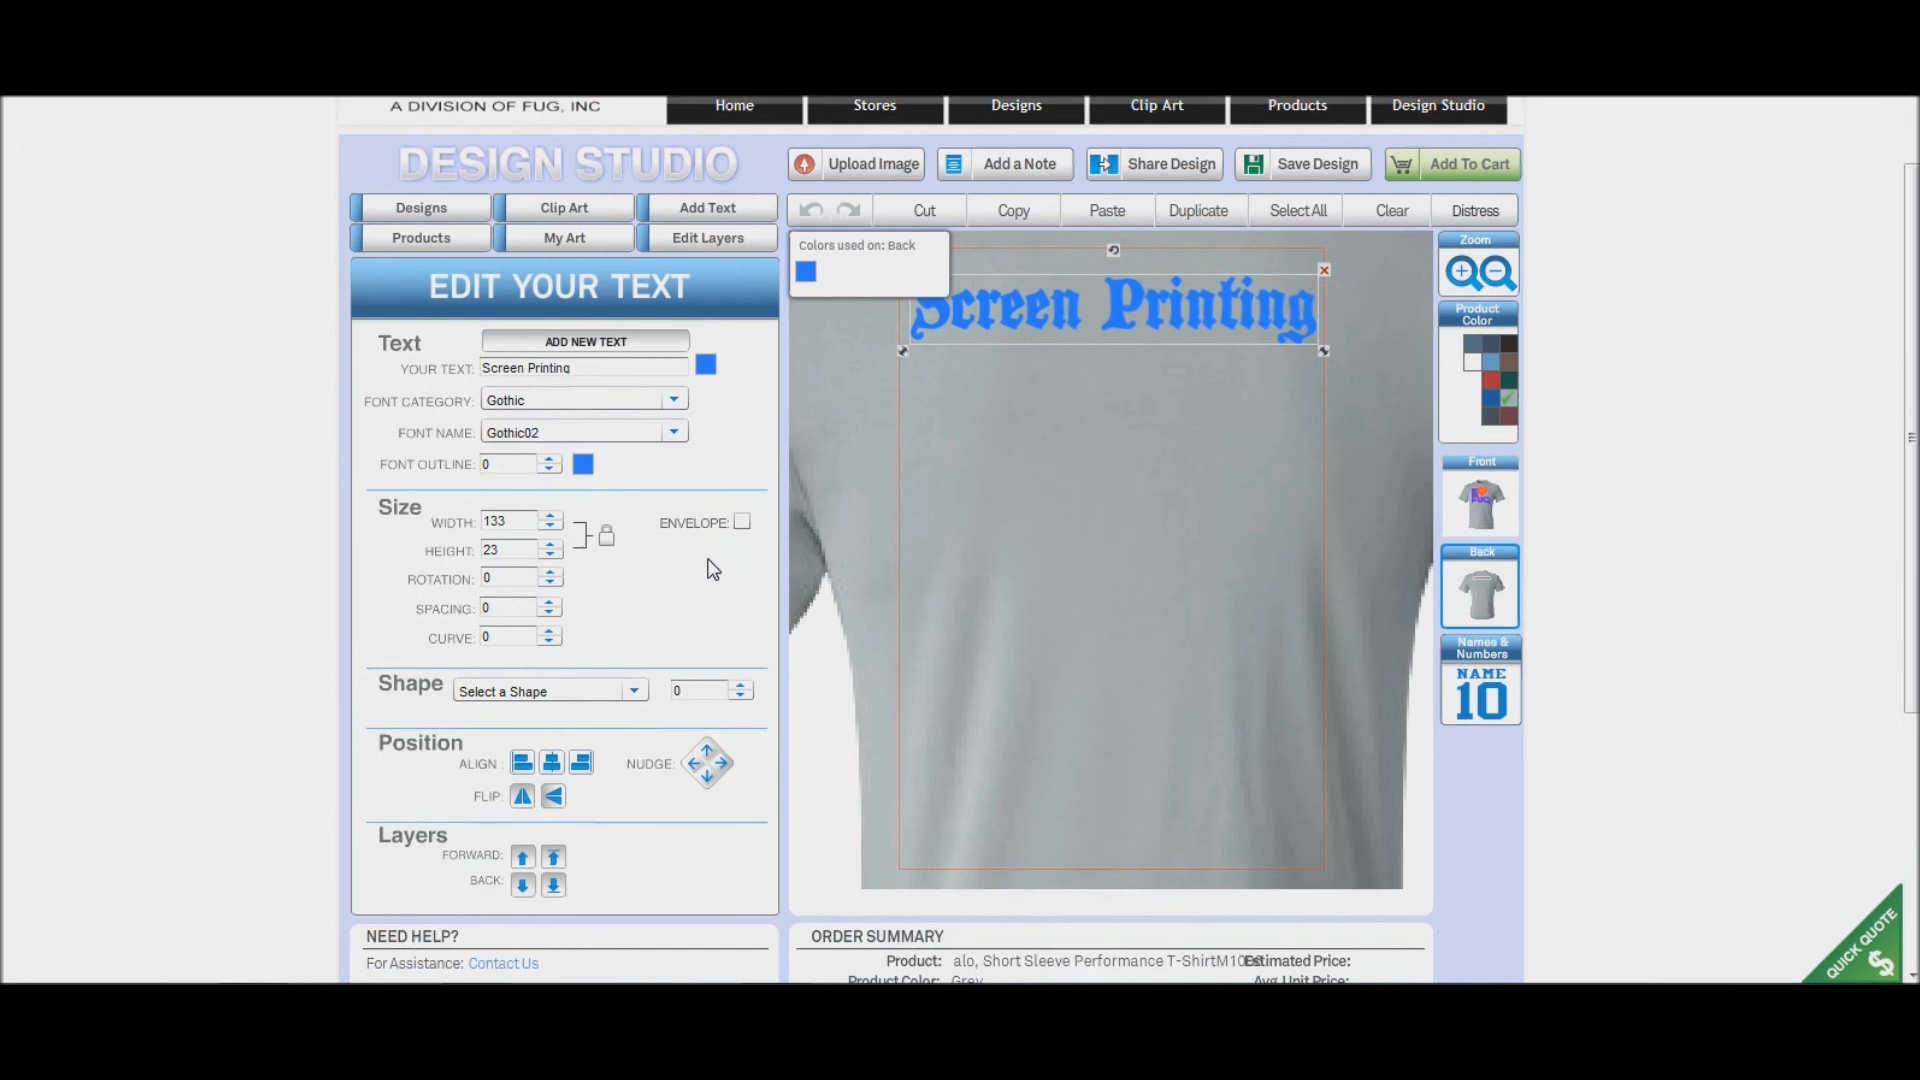 A DIVISION OF FUG, INC
Home
Stores
Designs
Clip Art
Products
Design Studio
DESIGN STUDIO
Upload Image
Add a Note
Share Design
Save Design
Add To Cart
Designs
Clip Art
Add Text
Products
My Art
Edit Layers
Cut
Copy
Paste
Duplicate
Select All
Clear
Distress
EDIT YOUR TEXT
Text
ADD NEW TEXT
YOUR TEXT: Screen Printing
FONT CATEGORY: Gothic
FONT NAME: Gothic02
FONT OUTLINE: 0
Size
WIDTH: 133
ENVELOPE:
HEIGHT: 23
ROTATION: 0
SPACING: 0
CURVE: 0
Shape
Select a Shape
0
Position
ALIGN :
NUDGE:
FLIP:
Layers
FORWARD:
BACK:
NEED HELP?
For Assistance: Contact Us
Colors used on: Back
Screen Printing
Zoom
Product
Color
Front
Back
Names &
Numbers
NAME
10
ORDER SUMMARY
Product: alo, Short Sleeve Performance
Estimated Price:
Product Color: Grey
Avg Unit Price:
QUICK QUOTE
$